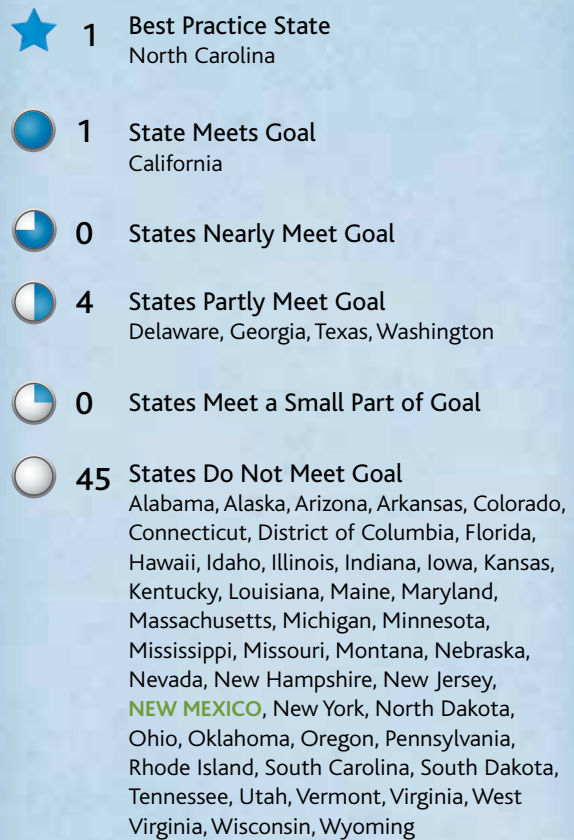 1 Best Practice State
North Carolina
1 State Meets Goal
California
0 States Nearly Meet Goal
4 States Partly Meet Goal
Delaware, Georgia, Texas, Washington
0 States Meet a Small Part of Goal
45 States Do Not Meet Goal
Alabama, Alaska, Arizona, Arkansas, Colorado,
Connecticut, District of Columbia, Florida,
Hawaii, Idaho, Illinois, Indiana, Iowa, Kansas,
Kentucky, Louisiana, Maine, Maryland,
Massachusetts, Michigan, Minnesota,
Mississippi, Missouri, Montana, Nebraska,
Nevada, New Hampshire, New Jersey,
NEW MEXICO, New York, North Dakota,
Ohio, Oklahoma, Oregon, Pennsylvania,
Rhode Island, South Carolina, South Dakota,
Tennessee, Utah, Vermont, Virginia, West
Virginia, Wisconsin, Wyoming